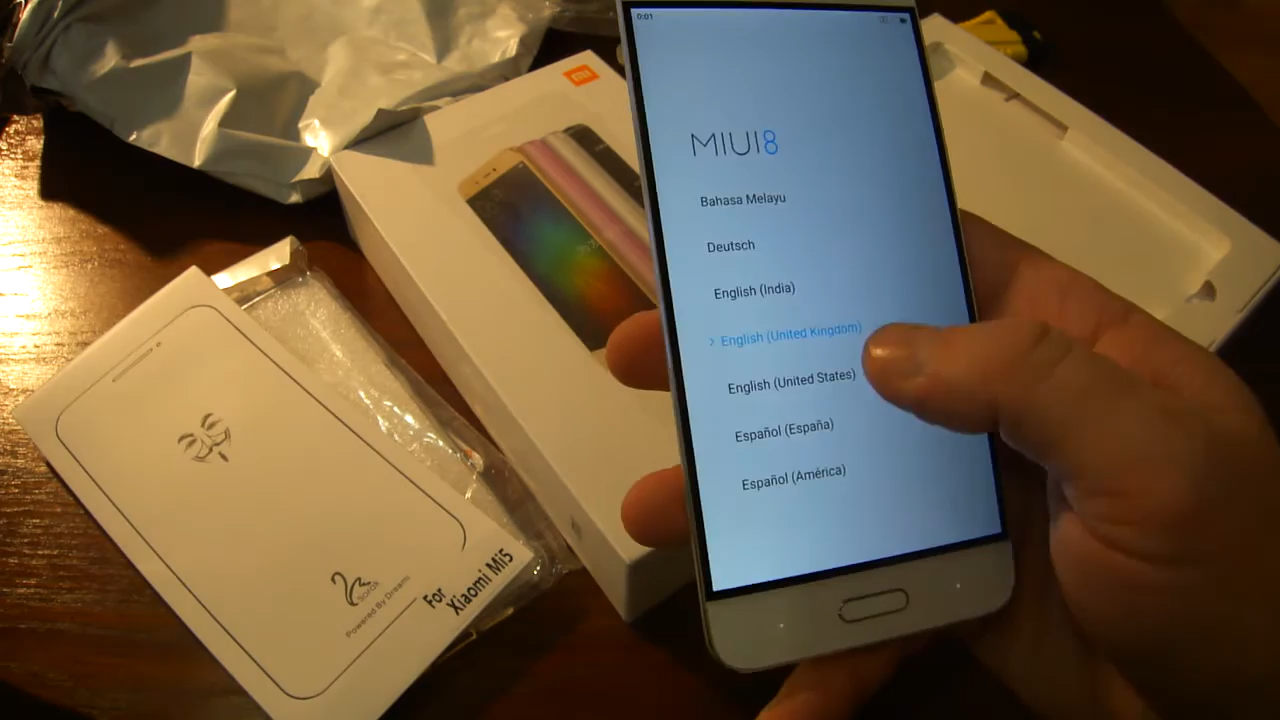 0:01
MIUI8
Bahasa Melayu
Deutsch
English (India)
> English (United Kingdom)
English (United States)
Español (España)
Español (América)
mi
Sorax
Powered By Dreami
For
Xiaomi Mi5